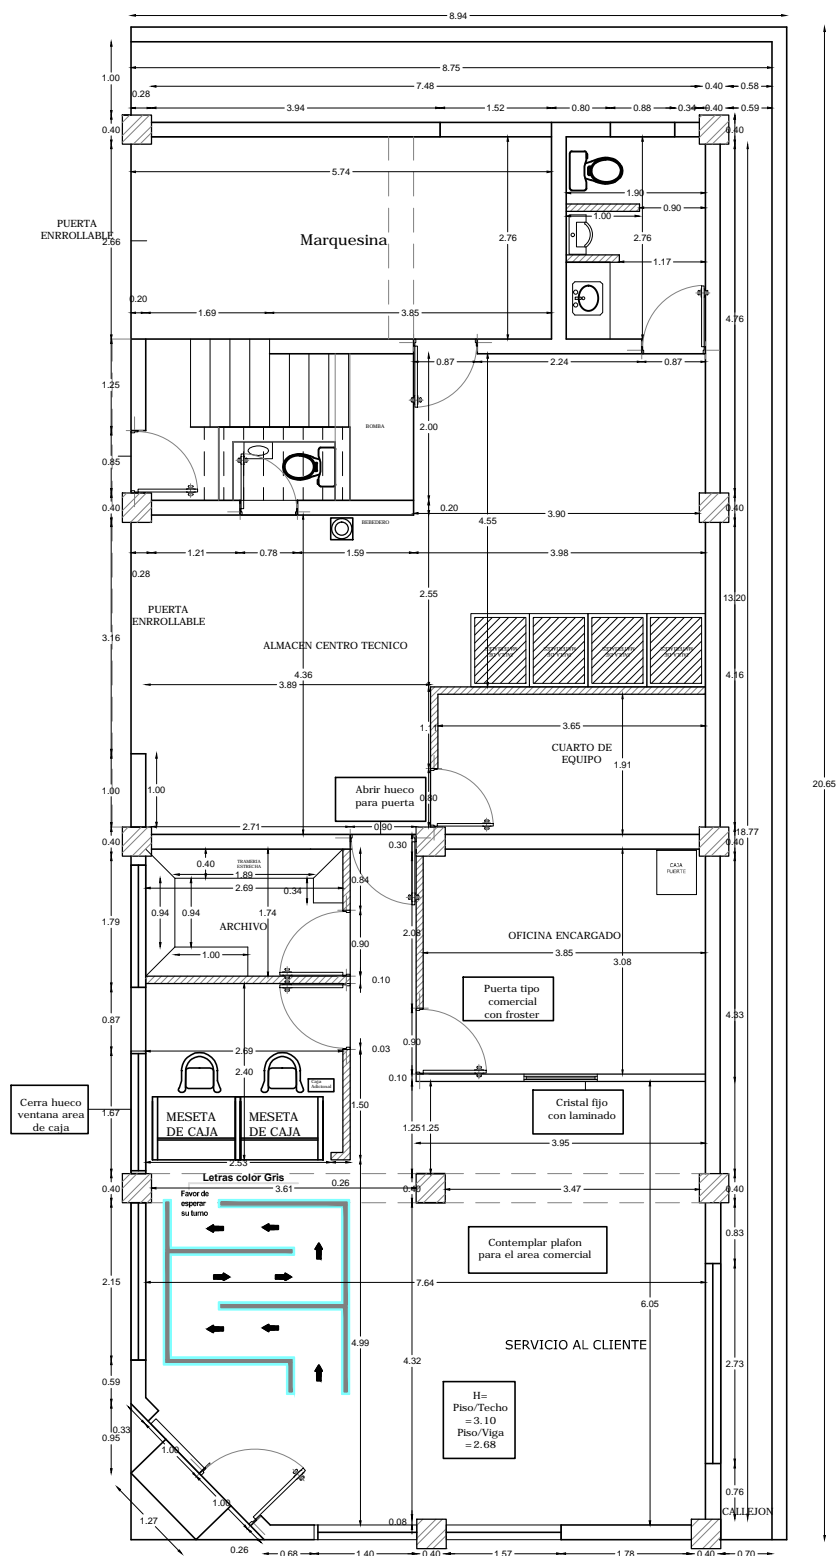 8.94
8.75
1.00
7.48
0.40
0.58
0.28
3.94
1.52
0.80
0.88
0.34
0.40
0.59
0.40
0.40
5.74
1.90
0.90
1.00
PUERTA
ENRROLLABLE
2.66
Marquesina
2.76
2.76
1.17
0.20
1.69
3.85
4.76
0.87
2.24
0.87
1.25
2.00
BOMBA
0.85
0.40
0.20
3.90
0.40
BEBEDERO
4.55
1.21
0.78
1.59
3.98
0.28
2.55
13.20
PUERTA
ENRROLLABLE
3.16
ALMACEN CENTRO TECNICO
4.36
3.89
4.16
3.65
CUARTO DE
EQUIPO
1.91
20.65
1.00
1.00
Abrir hueco
para puerta
0.80
2.71
0.90
18.77
0.40
0.30
0.40
0.40
TRAMERIA
ESTRECHA
1.89
2.69
0.34
0.84
CAJA
FUERTE
0.94
0.94
1.74
1.79
ARCHIVO
0.90
2.08
OFICINA ENCARGADO
1.00
3.85
3.08
0.10
Puerta tipo
comercial
con froster
0.87
4.33
2.69
0.03
0.90
2.40
0.10
Caja
Adicional
Cerra hueco
ventana area
de caja
1.67
MESETA
DE CAJA
MESETA
DE CAJA
1.50
Cristal fijo
con laminado
1.25
1.25
3.95
2.53
Letras color Gris
0.26
0.40
3.61
0.40
3.47
0.40
Favor de
esperar
su turno
0.83
Contemplar plafon
para el area comercial
2.15
7.64
6.05
4.99
4.32
SERVICIO AL CLIENTE
2.73
0.59
H=
Piso/Techo
=3.10
Piso/Viga
=2.68
0.33
0.95
1.00
0.76
1.00
CALLEJON
1.27
0.08
0.26
0.68
1.40
0.40
1.57
1.78
0.40
0.70